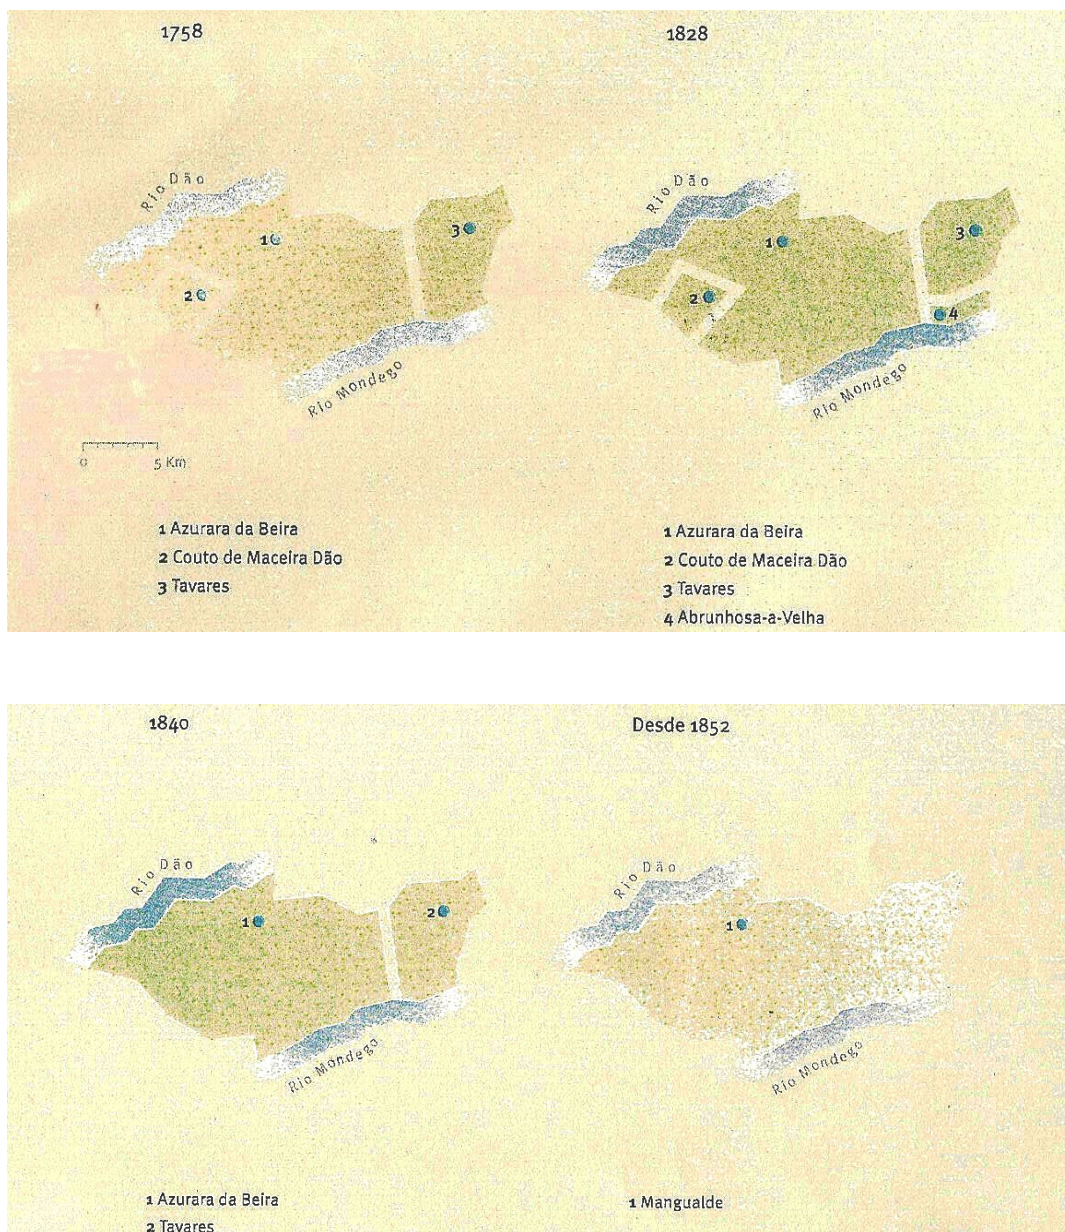 1758
Rio Dão
1
3
2
Rio Mondego
0 5 Km
1 Azurara da Beira
2 Couto de Maceira Dão
3 Tavares
1828
Rio Dão
1
3
2
4
Rio Mondego
1 Azurara da Beira
2 Couto de Maceira Dão
3 Tavares
4 Abrunhosa-a-Velha
1840
Rio Dão
1
2
Rio Mondego
1 Azurara da Beira
2 Tavares
Desde 1852
Rio Dão
1
Rio Mondego
1 Mangualde